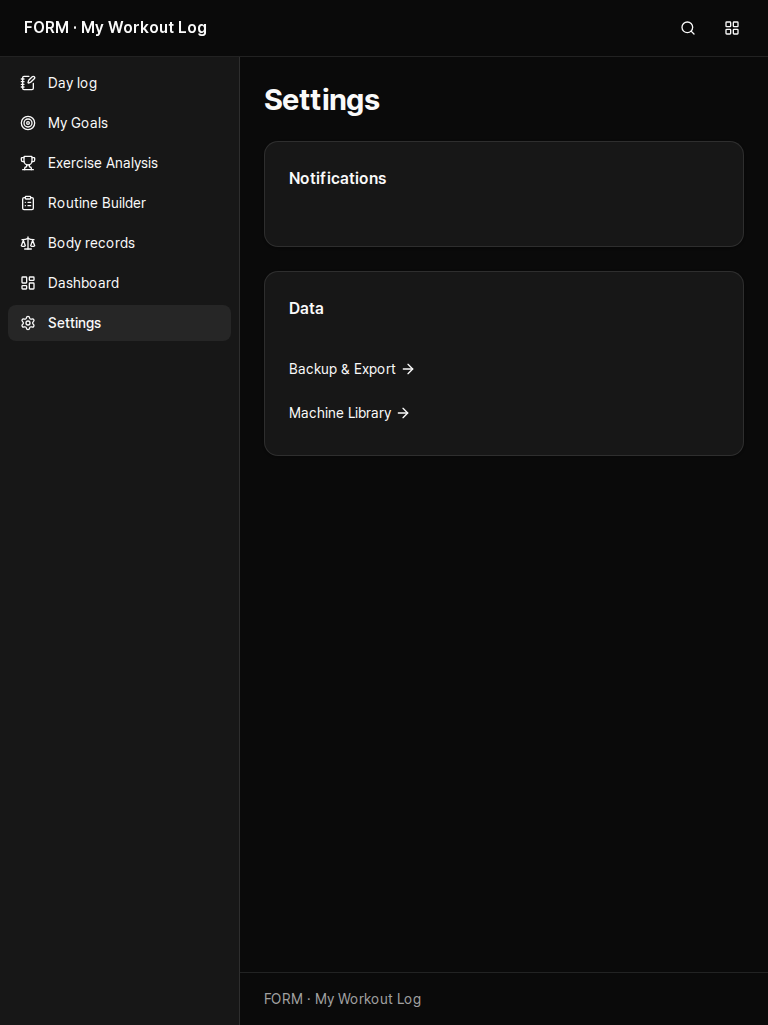 FORM · My Workout Log
Day log
My Goals
Exercise Analysis
Routine Builder
Body records
Dashboard
Settings
Settings
Notifications
Data
Backup & Export →
Machine Library →
FORM · My Workout Log